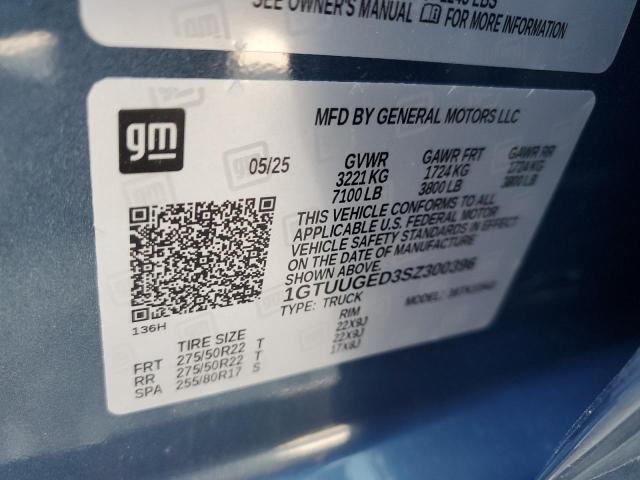 SEE OWNER'S MANUAL FOR MORE INFORMATION
gm
MFD BY GENERAL MOTORS LLC
05/25
GVWR GAWR FRT GAWR RR
3221 KG 1724 KG 1724 KG
7100 LB 3800 LB 3800 LB
THIS VEHICLE CONFORMS TO ALL
APPLICABLE U.S. FEDERAL MOTOR
VEHICLE SAFETY STANDARDS IN EFFECT
ON THE DATE OF MANUFACTURE
SHOWN ABOVE.
1GTUUGED3SZ300396
TYPE: TRUCK MODEL:
136H
TIRE SIZE RIM
FRT 275/50R22 T 22X9J
RR 275/50R22 T 22X9J
SPA 255/80R17 S 17X8J